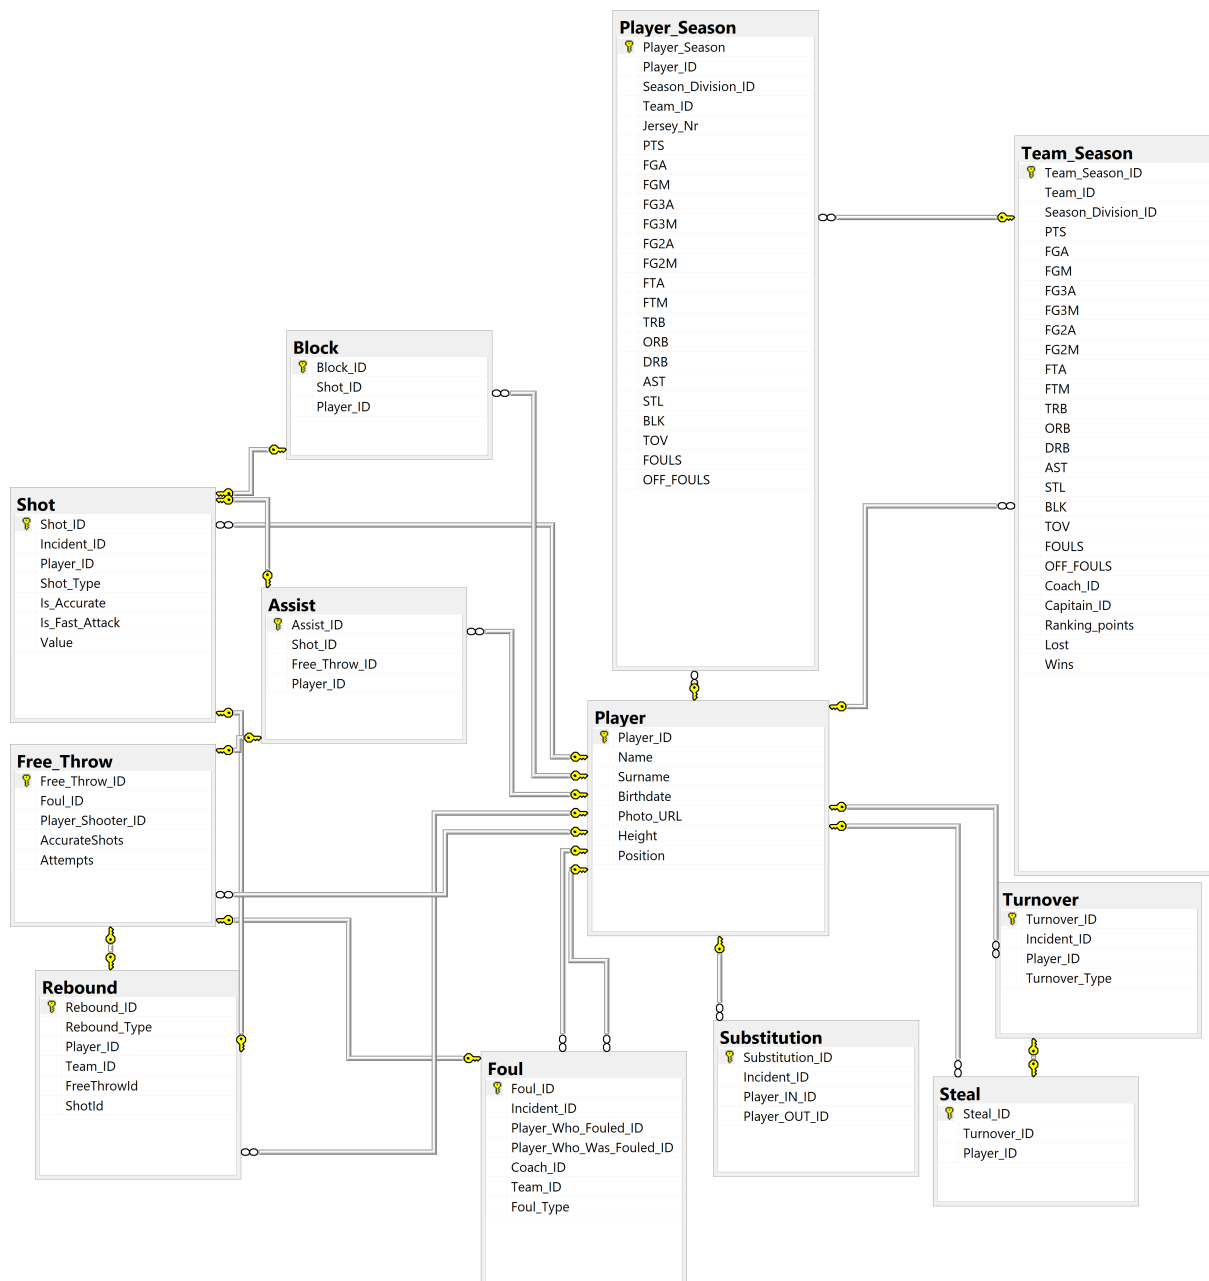 Player_Season
Player_Season
Player_ID
Season_Division_ID
Team_ID
Jersey_Nr
PTS
FGA
FGM
FG3A
FG3M
FG2A
FG2M
FTA
FTM
TRB
ORB
DRB
AST
STL
BLK
TOV
FOULS
OFF_FOULS
Team_Season
Team_Season_ID
Team_ID
Season_Division_ID
PTS
FGA
FGM
FG3A
FG3M
FG2A
FG2M
FTA
FTM
TRB
ORB
DRB
AST
STL
BLK
TOV
FOULS
OFF_FOULS
Coach_ID
Capitain_ID
Ranking_points
Lost
Wins
Block
Block_ID
Shot_ID
Player_ID
Shot
Shot_ID
Incident_ID
Player_ID
Shot_Type
Is_Accurate
Is_Fast_Attack
Value
Assist
Assist_ID
Shot_ID
Free_Throw_ID
Player_ID
Player
Player_ID
Name
Surname
Birthdate
Photo_URL
Height
Position
Free_Throw
Free_Throw_ID
Foul_ID
Player_Shooter_ID
AccurateShots
Attempts
Turnover
Turnover_ID
Incident_ID
Player_ID
Turnover_Type
Rebound
Rebound_ID
Rebound_Type
Player_ID
Team_ID
FreeThrowId
ShotId
Substitution
Substitution_ID
Incident_ID
Player_IN_ID
Player_OUT_ID
Foul
Foul_ID
Incident_ID
Player_Who_Fouled_ID
Player_Who_Was_Fouled_ID
Coach_ID
Team_ID
Foul_Type
Steal
Steal_ID
Turnover_ID
Player_ID